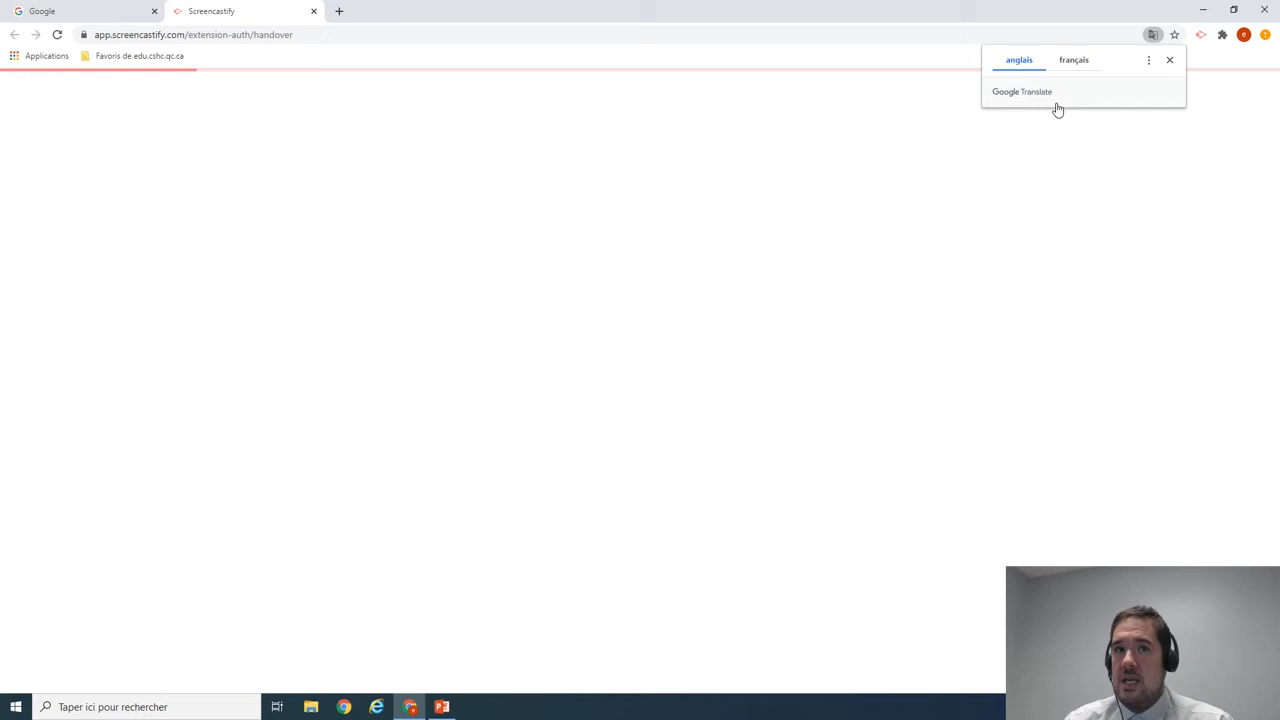 Google
Screencastify
app.screencastify.com/extension-auth/handover
e
Applications
Favoris de edu.cshc.qc.ca
anglais
français
Google Translate
Taper ici pour rechercher